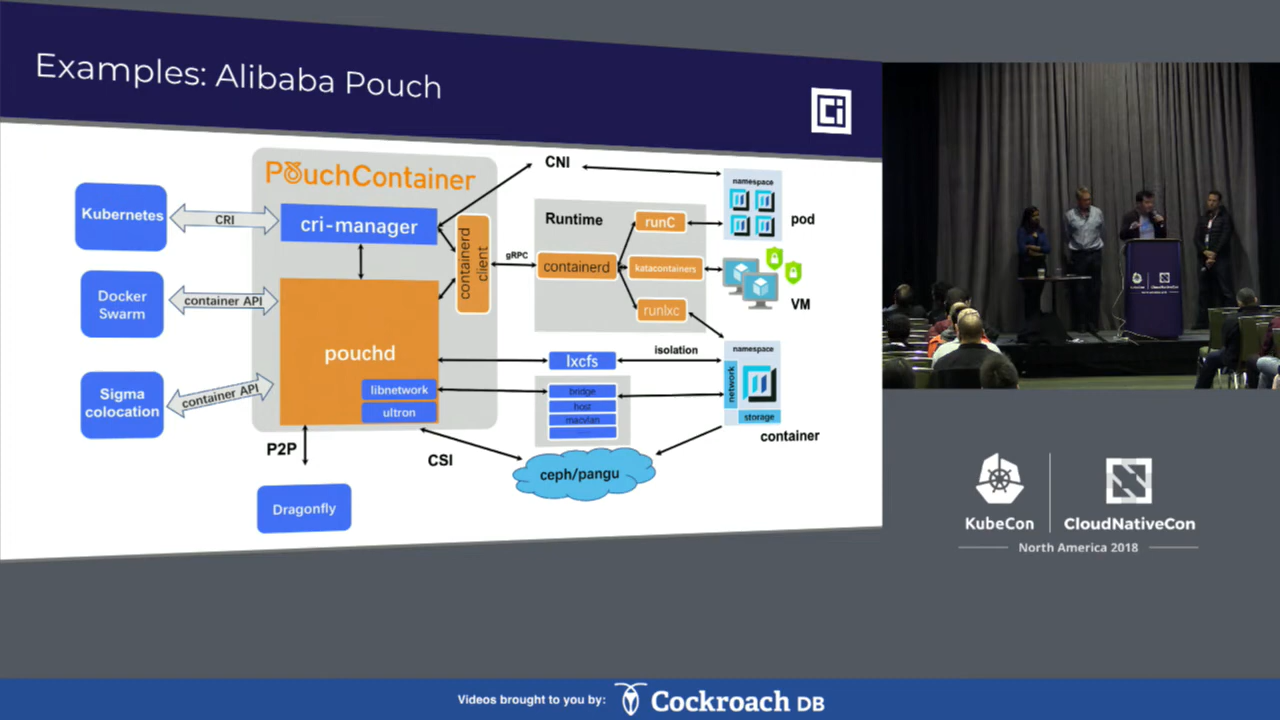 Examples: Alibaba Pouch
Ci
PouchContainer
CNI
namespace
pod
Kubernetes
CRI
cri-manager
containerd client
gRPC
Runtime
runC
containerd
katacontainers
runlxc
VM
Docker
Swarm
container API
pouchd
lxcfs
isolation
namespace
network
storage
container
Sigma
colocation
container API
libnetwork
ultron
bridge
host
macvlan
P2P
CSI
ceph/pangu
Dragonfly
KubeCon
CloudNativeCon
North America 2018
Videos brought to you by:
Cockroach DB